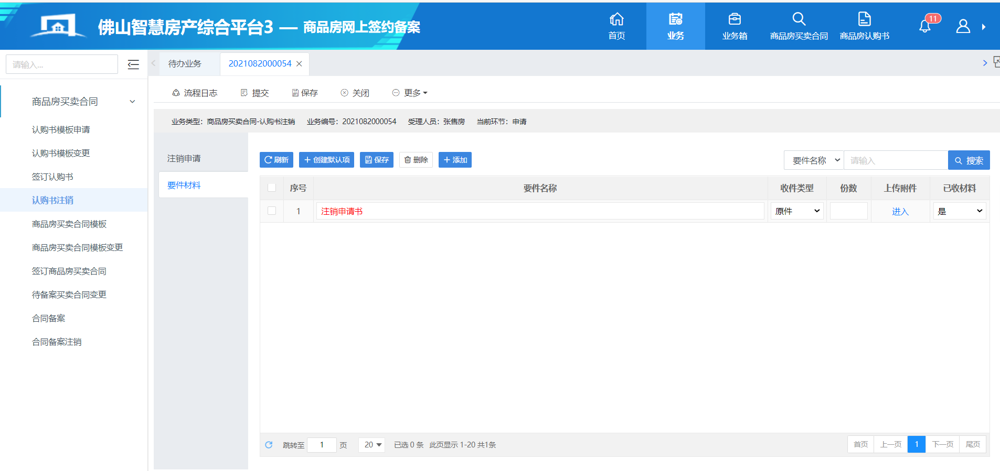 佛山智慧房产综合平台3 — 商品房网上签约备案
首页
业务
业务箱
商品房买卖合同
商品房认购书
11
请输入...
待办业务
2021082000054
商品房买卖合同
认购书模板申请
认购书模板变更
签订认购书
认购书注销
商品房买卖合同模板
商品房买卖合同模板变更
签订商品房买卖合同
待备案买卖合同变更
合同备案
合同备案注销
流程日志 提交 保存 关闭 更多
业务类型：商品房买卖合同-认购书注销 业务编号：2021082000054 受理人员：张售房 当前环节：申请
注销申请
要件材料
刷新 创建默认项 保存 删除 添加 要件名称 请输入 搜索
序号 要件名称 收件类型 份数 上传附件 已收材料
1 注销申请书 原件 进入 是
跳转至 1 页 20 已选 0 条 此页显示 1-20 共1条 首页 上一页 1 下一页 尾页